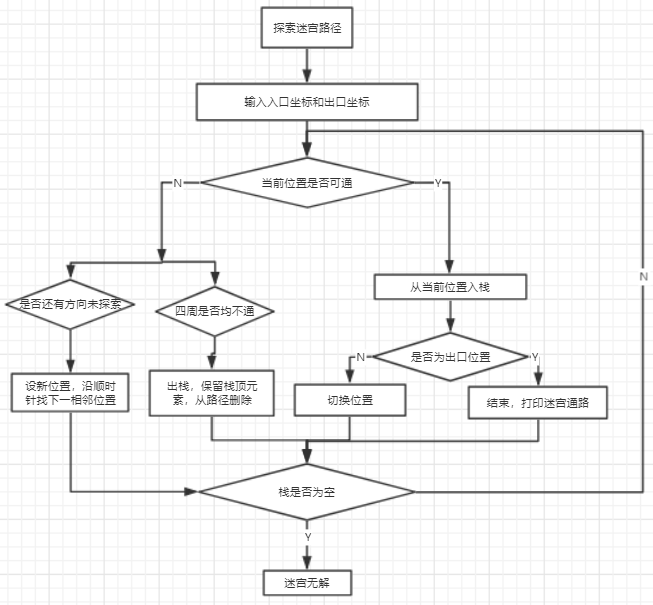 探索迷宫路径
输入入口坐标和出口坐标
当前位置是否可通
N
Y
N
是否还有方向未探索
四周是否均不通
从当前位置入栈
是否为出口位置
N
Y
设新位置，沿顺时
针找下一相邻位置
出栈，保留栈顶元
素，从路径删除
切换位置
结束，打印迷宫通路
栈是否为空
Y
迷宫无解